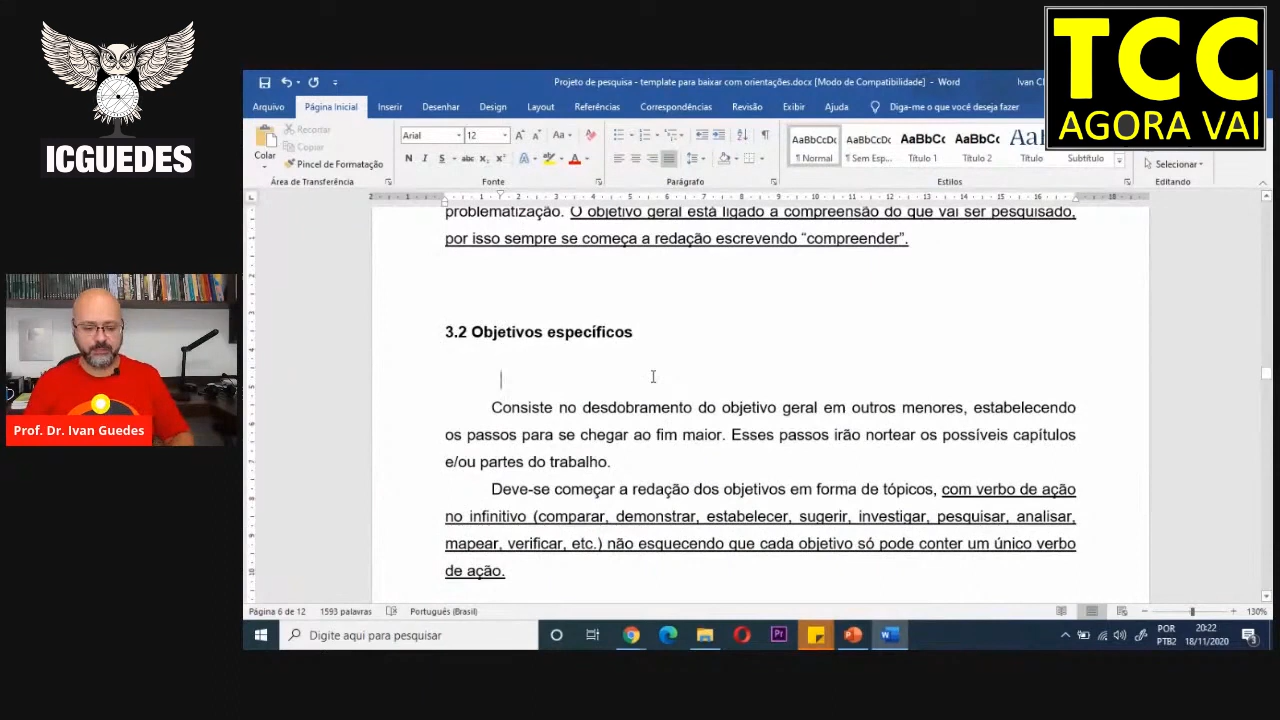 ICGUEDES
TCC
AGORA VAI
Prof. Dr. Ivan Guedes
Projeto de pesquisa - template para baixar com orientações.docx [Modo de Compatibilidade] - Word
Arquivo Página Inicial Inserir Desenhar Design Layout Referências Correspondências Revisão Exibir Ajuda Diga-me o que você deseja fazer
Colar
Recortar
Copiar
Pincel de Formatação
Área de Transferência
Arial 12
N I S abc x₂ x²
Fonte
Parágrafo
AaBbCcDc AaBbCcDc AaBbCc AaBbCc
¶ Normal ¶ Sem Esp... Título 1 Título 2 Subtítulo
Estilos
Selecionar
Editando
problematização. O objetivo geral está ligado a compreensão do que vai ser pesquisado,
por isso sempre se começa a redação escrevendo “compreender”.
3.2 Objetivos específicos
Consiste no desdobramento do objetivo geral em outros menores, estabelecendo
os passos para se chegar ao fim maior. Esses passos irão nortear os possíveis capítulos
e/ou partes do trabalho.
Deve-se começar a redação dos objetivos em forma de tópicos, com verbo de ação
no infinitivo (comparar, demonstrar, estabelecer, sugerir, investigar, pesquisar, analisar,
mapear, verificar, etc.) não esquecendo que cada objetivo só pode conter um único verbo
de ação.
Página 6 de 12 1593 palavras Português (Brasil) 130%
Digite aqui para pesquisar
POR
PTB2
20:22
18/11/2020